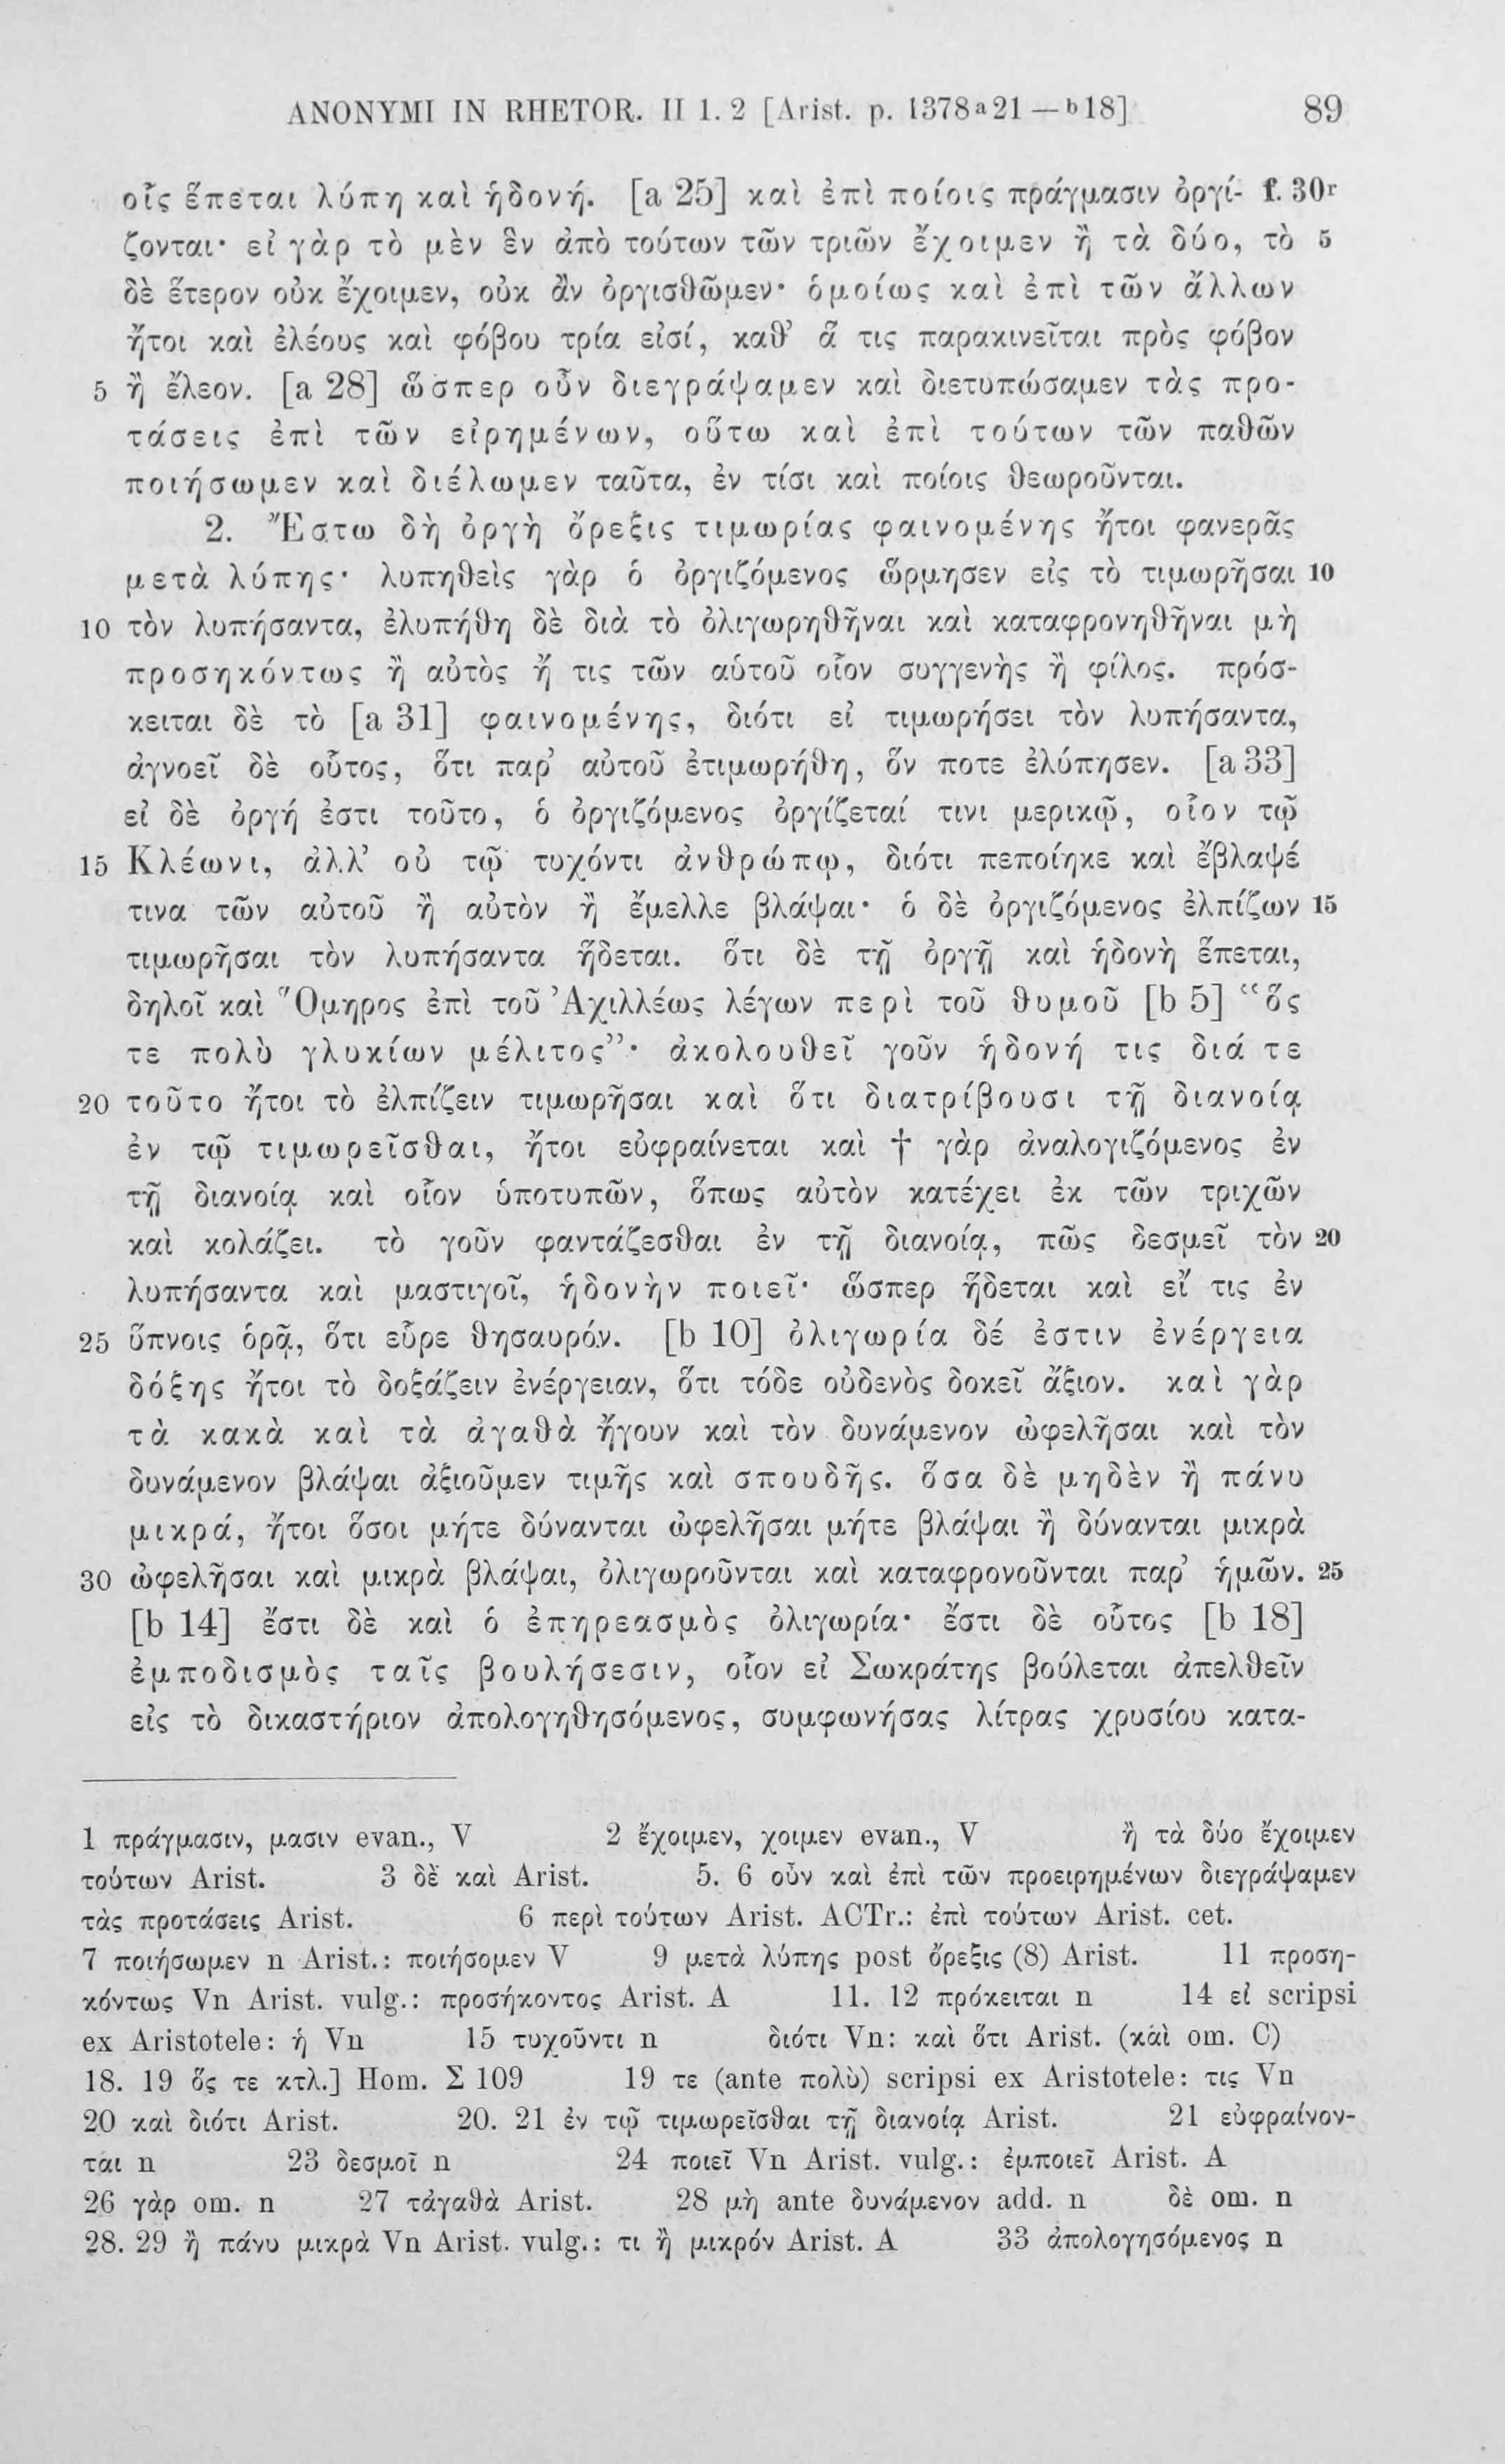 ANONYMI IN RHETOR. II 1. 2 [Arist. p. 1378ᵃ21 — ᵇ18] 89
οἷς ἕπεται λύπη καὶ ἡδονή. [a 25] καὶ ἐπὶ ποίοις πράγμασιν ὀργί- f. 30ʳ
ζονται· εἰ γὰρ τὸ μὲν ἓν ἀπὸ τούτων τῶν τριῶν ἔχοιμεν ἢ τὰ δύο, τὸ 5
δὲ ἕτερον οὐκ ἔχοιμεν, οὐκ ἂν ὀργισθῶμεν· ὁμοίως καὶ ἐπὶ τῶν ἄλλων
ἤτοι καὶ ἐλέους καὶ φόβου τρία εἰσί, καθ’ ἅ τις παρακινεῖται πρὸς φόβον
5 ἢ ἔλεον. [a 28] ὥσπερ οὖν διεγράψαμεν καὶ διετυπώσαμεν τὰς προ-
τάσεις ἐπὶ τῶν εἰρημένων, οὕτω καὶ ἐπὶ τούτων τῶν παθῶν
ποιήσωμεν καὶ διέλωμεν ταῦτα, ἐν τίσι καὶ ποίοις θεωροῦνται.
2. Ἔστω δὴ ὀργὴ ὄρεξις τιμωρίας φαινομένης ἤτοι φανερᾶς
μετὰ λύπης· λυπηθεὶς γὰρ ὁ ὀργιζόμενος ὥρμησεν εἰς τὸ τιμωρῆσαι 10
10 τὸν λυπήσαντα, ἐλυπήθη δὲ διὰ τὸ ὀλιγωρηθῆναι καὶ καταφρονηθῆναι μὴ
προσηκόντως ἢ αὐτὸς ἤ τις τῶν αὑτοῦ οἷον συγγενὴς ἢ φίλος. πρόσ-
κειται δὲ τὸ [a 31] φαινομένης, διότι εἰ τιμωρήσει τὸν λυπήσαντα,
ἀγνοεῖ δὲ οὗτος, ὅτι παρ’ αὐτοῦ ἐτιμωρήθη, ὅν ποτε ἐλύπησεν. [a 33]
εἰ δὲ ὀργή ἐστι τοῦτο, ὁ ὀργιζόμενος ὀργίζεταί τινι μερικῷ, οἷον τῷ
15 Κλέωνι, ἀλλ’ οὐ τῷ τυχόντι ἀνθρώπῳ, διότι πεποίηκε καὶ ἔβλαψέ
τινα τῶν αὐτοῦ ἢ αὐτὸν ἢ ἔμελλε βλάψαι· ὁ δὲ ὀργιζόμενος ἐλπίζων 15
τιμωρῆσαι τὸν λυπήσαντα ἥδεται. ὅτι δὲ τῇ ὀργῇ καὶ ἡδονὴ ἕπεται,
δηλοῖ καὶ Ὅμηρος ἐπὶ τοῦ Ἀχιλλέως λέγων περὶ τοῦ θυμοῦ [b 5] “ὅς
τε πολὺ γλυκίων μέλιτος”· ἀκολουθεῖ γοῦν ἡδονή τις διά τε
20 τοῦτο ἤτοι τὸ ἐλπίζειν τιμωρῆσαι καὶ ὅτι διατρίβουσι τῇ διανοίᾳ
ἐν τῷ τιμωρεῖσθαι, ἤτοι εὐφραίνεται καὶ † γὰρ ἀναλογιζόμενος ἐν
τῇ διανοίᾳ καὶ οἷον ὑποτυπῶν, ὅπως αὐτὸν κατέχει ἐκ τῶν τριχῶν
καὶ κολάζει. τὸ γοῦν φαντάζεσθαι ἐν τῇ διανοίᾳ, πῶς δεσμεῖ τὸν 20
λυπήσαντα καὶ μαστιγοῖ, ἡδονὴν ποιεῖ· ὥσπερ ἥδεται καὶ εἴ τις ἐν
25 ὕπνοις ὁρᾷ, ὅτι εὗρε θησαυρόν. [b 10] ὀλιγωρία δέ ἐστιν ἐνέργεια
δόξης ἤτοι τὸ δοξάζειν ἐνέργειαν, ὅτι τόδε οὐδενὸς δοκεῖ ἄξιον. καὶ γὰρ
τὰ κακὰ καὶ τὰ ἀγαθὰ ἤγουν καὶ τὸν δυνάμενον ὠφελῆσαι καὶ τὸν
δυνάμενον βλάψαι ἀξιοῦμεν τιμῆς καὶ σπουδῆς. ὅσα δὲ μηδὲν ἢ πάνυ
μικρά, ἤτοι ὅσοι μήτε δύνανται ὠφελῆσαι μήτε βλάψαι ἢ δύνανται μικρὰ
30 ὠφελῆσαι καὶ μικρὰ βλάψαι, ὀλιγωροῦνται καὶ καταφρονοῦνται παρ’ ἡμῶν. 25
[b 14] ἔστι δὲ καὶ ὁ ἐπηρεασμὸς ὀλιγωρία· ἔστι δὲ οὗτος [b 18]
ἐμποδισμὸς ταῖς βουλήσεσιν, οἷον εἰ Σωκράτης βούλεται ἀπελθεῖν
εἰς τὸ δικαστήριον ἀπολογηθησόμενος, συμφωνήσας λίτρας χρυσίου κατα-
1 πράγμασιν, μασιν evan., V 2 ἔχοιμεν, χοιμεν evan., V ἢ τὰ δύο ἔχοιμεν
τούτων Arist. 3 δὲ καὶ Arist. 5. 6 οὖν καὶ ἐπὶ τῶν προειρημένων διεγράψαμεν
τὰς προτάσεις Arist. 6 περὶ τούτων Arist. ACTr.: ἐπὶ τούτων Arist. cet.
7 ποιήσωμεν n Arist.: ποιήσομεν V 9 μετὰ λύπης post ὄρεξις (8) Arist. 11 προση-
κόντως Vn Arist. vulg.: προσήκοντος Arist. A 11. 12 πρόκειται n 14 εἰ scripsi
ex Aristotele: ἡ Vn 15 τυχοῦντι n διότι Vn: καὶ ὅτι Arist. (καὶ om. C)
18. 19 ὅς τε κτλ.] Hom. Σ 109 19 τε (ante πολὺ) scripsi ex Aristotele: τις Vn
20 καὶ διότι Arist. 20. 21 ἐν τῷ τιμωρεῖσθαι τῇ διανοίᾳ Arist. 21 εὐφραίνον-
ται n 23 δεσμοῖ n 24 ποιεῖ Vn Arist. vulg.: ἐμποιεῖ Arist. A
26 γὰρ om. n 27 τἀγαθὰ Arist. 28 μὴ ante δυνάμενον add. n δὲ om. n
28. 29 ἢ πάνυ μικρὰ Vn Arist. vulg.: τι ἢ μικρόν Arist. A 33 ἀπολογησόμενος n